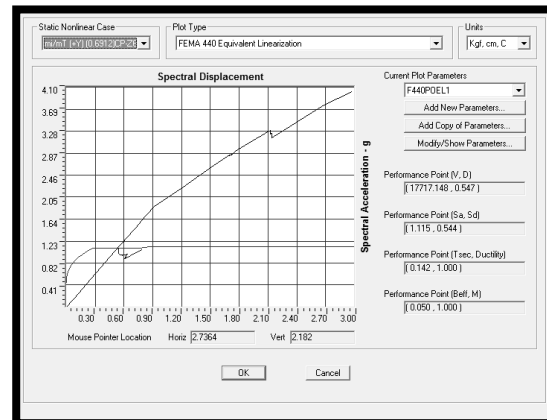 Static Nonlinear Case
Plot Type
FEMA 440 Equivalent Linearization
Units
Kgf, cm, C
Spectral Displacement
4.10
3.69
3.28
2.87
2.46
2.05
1.64
1.23
0.82
0.41
0.30 0.60 0.90 1.20 1.50 1.80 2.10 2.40 2.70 3.00
Spectral Acceleration - g
Mouse Pointer Location Horiz 2.7364 Vert 2.182
Current Plot Parameters
F440POEL1
Add New Parameters...
Add Copy of Parameters...
Modify/Show Parameters...
Performance Point (V, D)
( 17717.148 , 0.547 )
Performance Point (Sa, Sd)
( 1.115 , 0.544 )
Performance Point (Tsec, Ductility)
( 0.142 , 1.000 )
Performance Point (Beff, M)
( 0.050 , 1.000 )
OK
Cancel